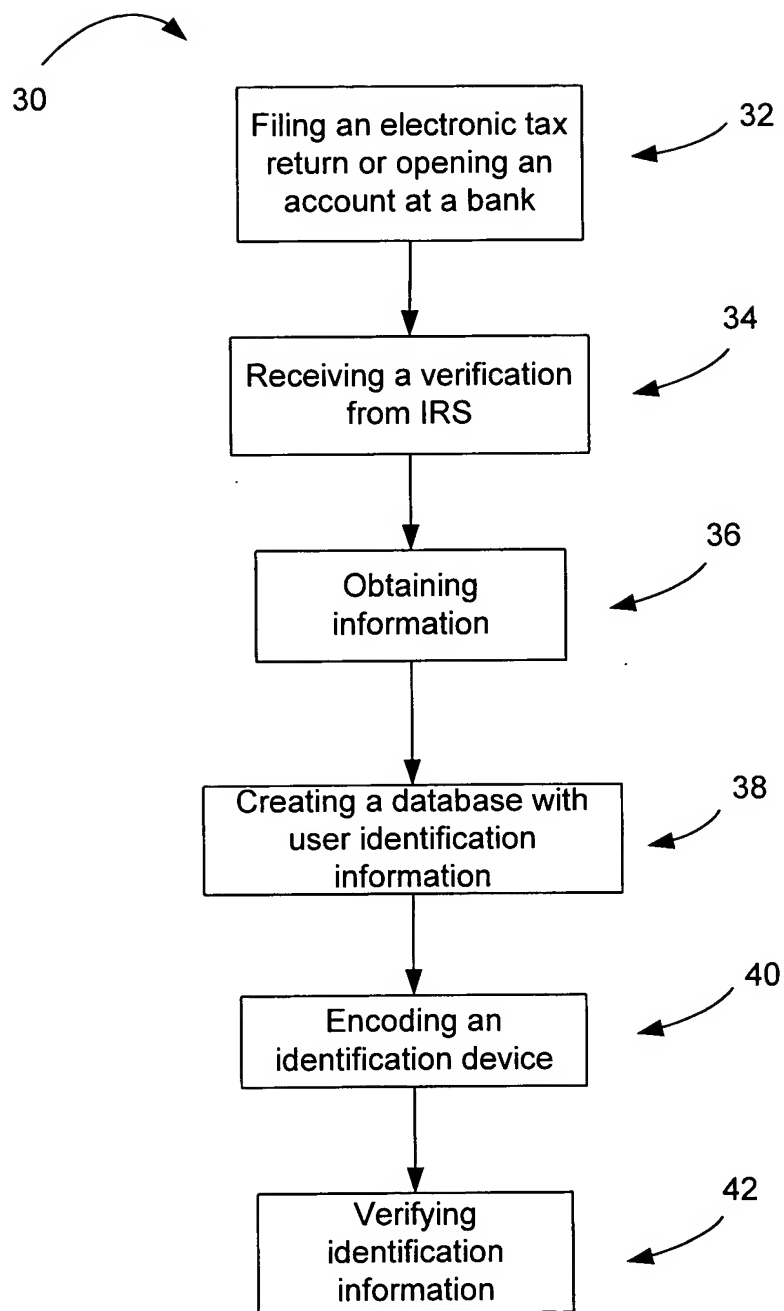 30
Filing an electronic tax
return or opening an
account at a bank
32
Receiving a verification
from IRS
34
Obtaining
information
36
Creating a database with
user identification
information
38
Encoding an
identification device
40
Verifying
identification
information
42